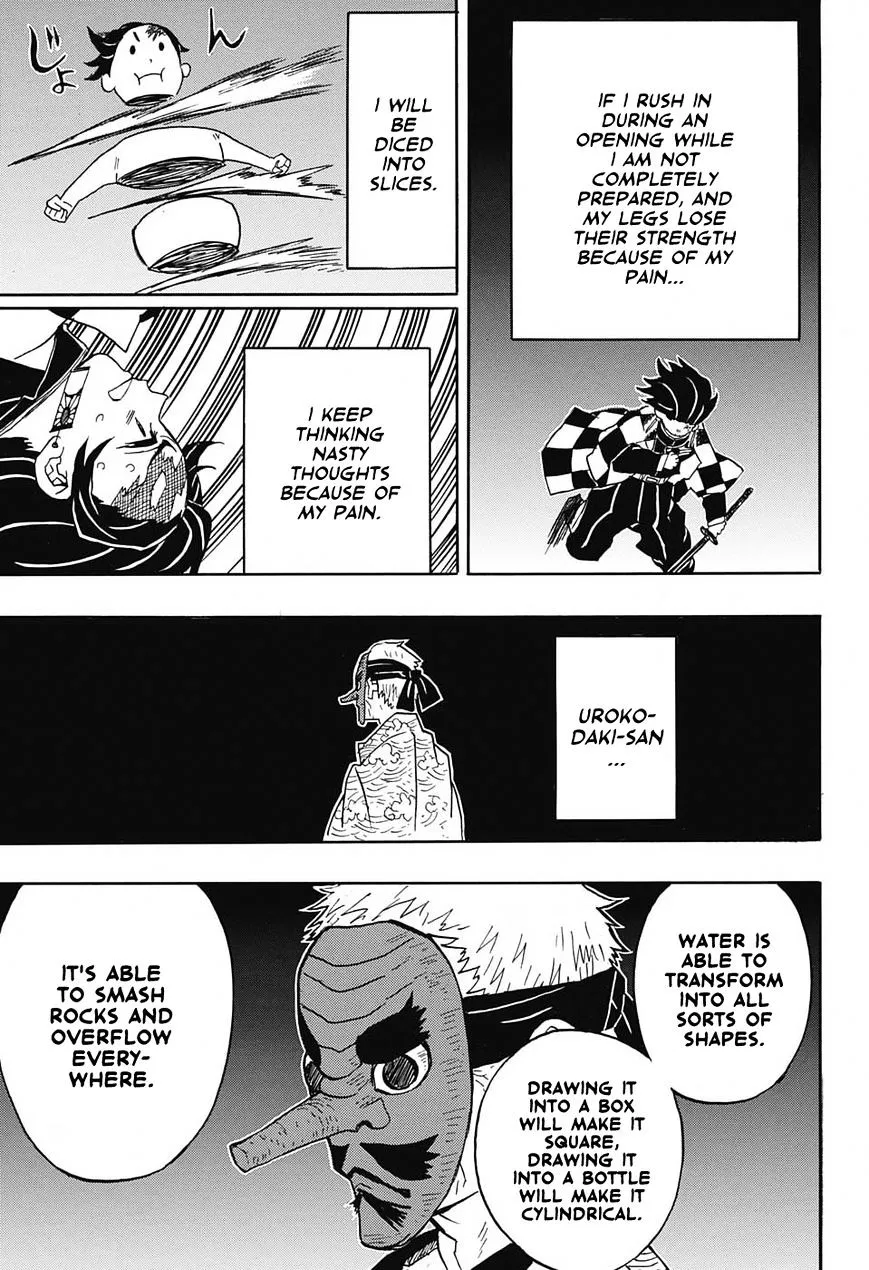 IF I RUSH IN
DURING AN
OPENING WHILE
I AM NOT
COMPLETELY
PREPARED, AND
MY LEGS LOSE
THEIR STRENGTH
BECAUSE OF MY
PAIN...
I WILL
BE
DICED
INTO
SLICES.
じょん
I KEEP
THINKING
NASTY
THOUGHTS
BECAUSE OF
MY PAIN.
UROKO-
DAKI-SAN
...
WATER IS
ABLE TO
TRANSFORM
INTO ALL
SORTS OF
SHAPES.
DRAWING IT
INTO A BOX
WILL MAKE IT
SQUARE,
DRAWING IT
INTO A BOTTLE
WILL MAKE IT
CYLINDRICAL.
IT'S ABLE
TO SMASH
ROCKS AND
OVERFLOW
EVERY-
WHERE.